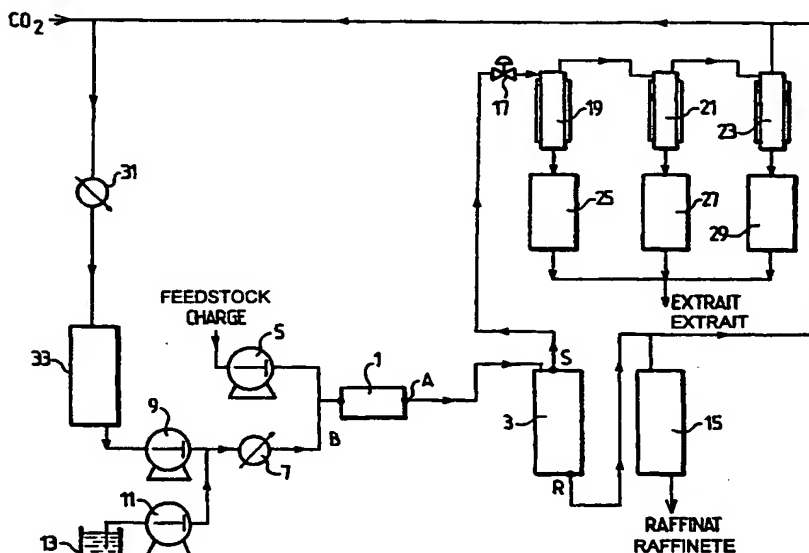 CO2
17
19
21
23
31
25
27
29
FEEDSTOCK
CHARGE
EXTRAIT
EXTRAIT
5
33
S
1
A
3
15
9
B
7
R
11
13
RAFFINAT
RAFFINETE